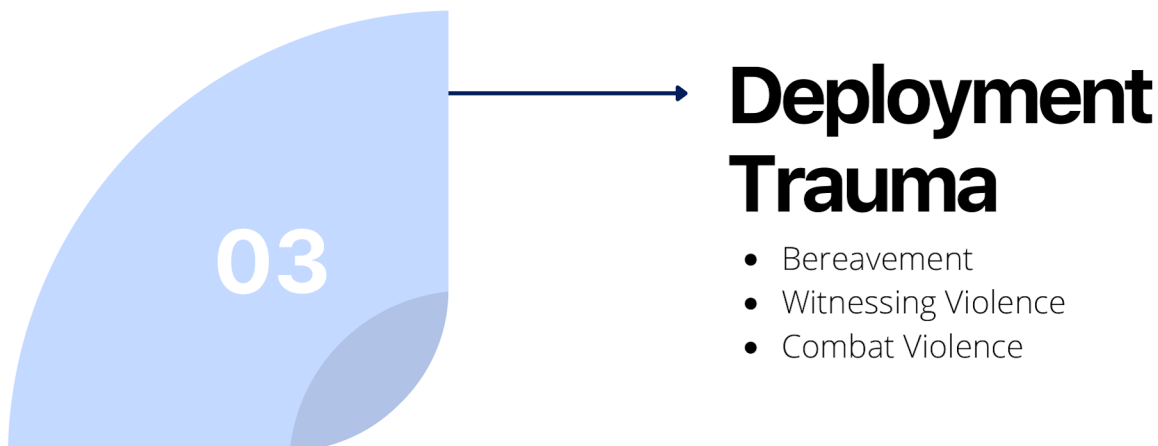 03
Deployment
Trauma
• Bereavement
• Witnessing Violence
• Combat Violence